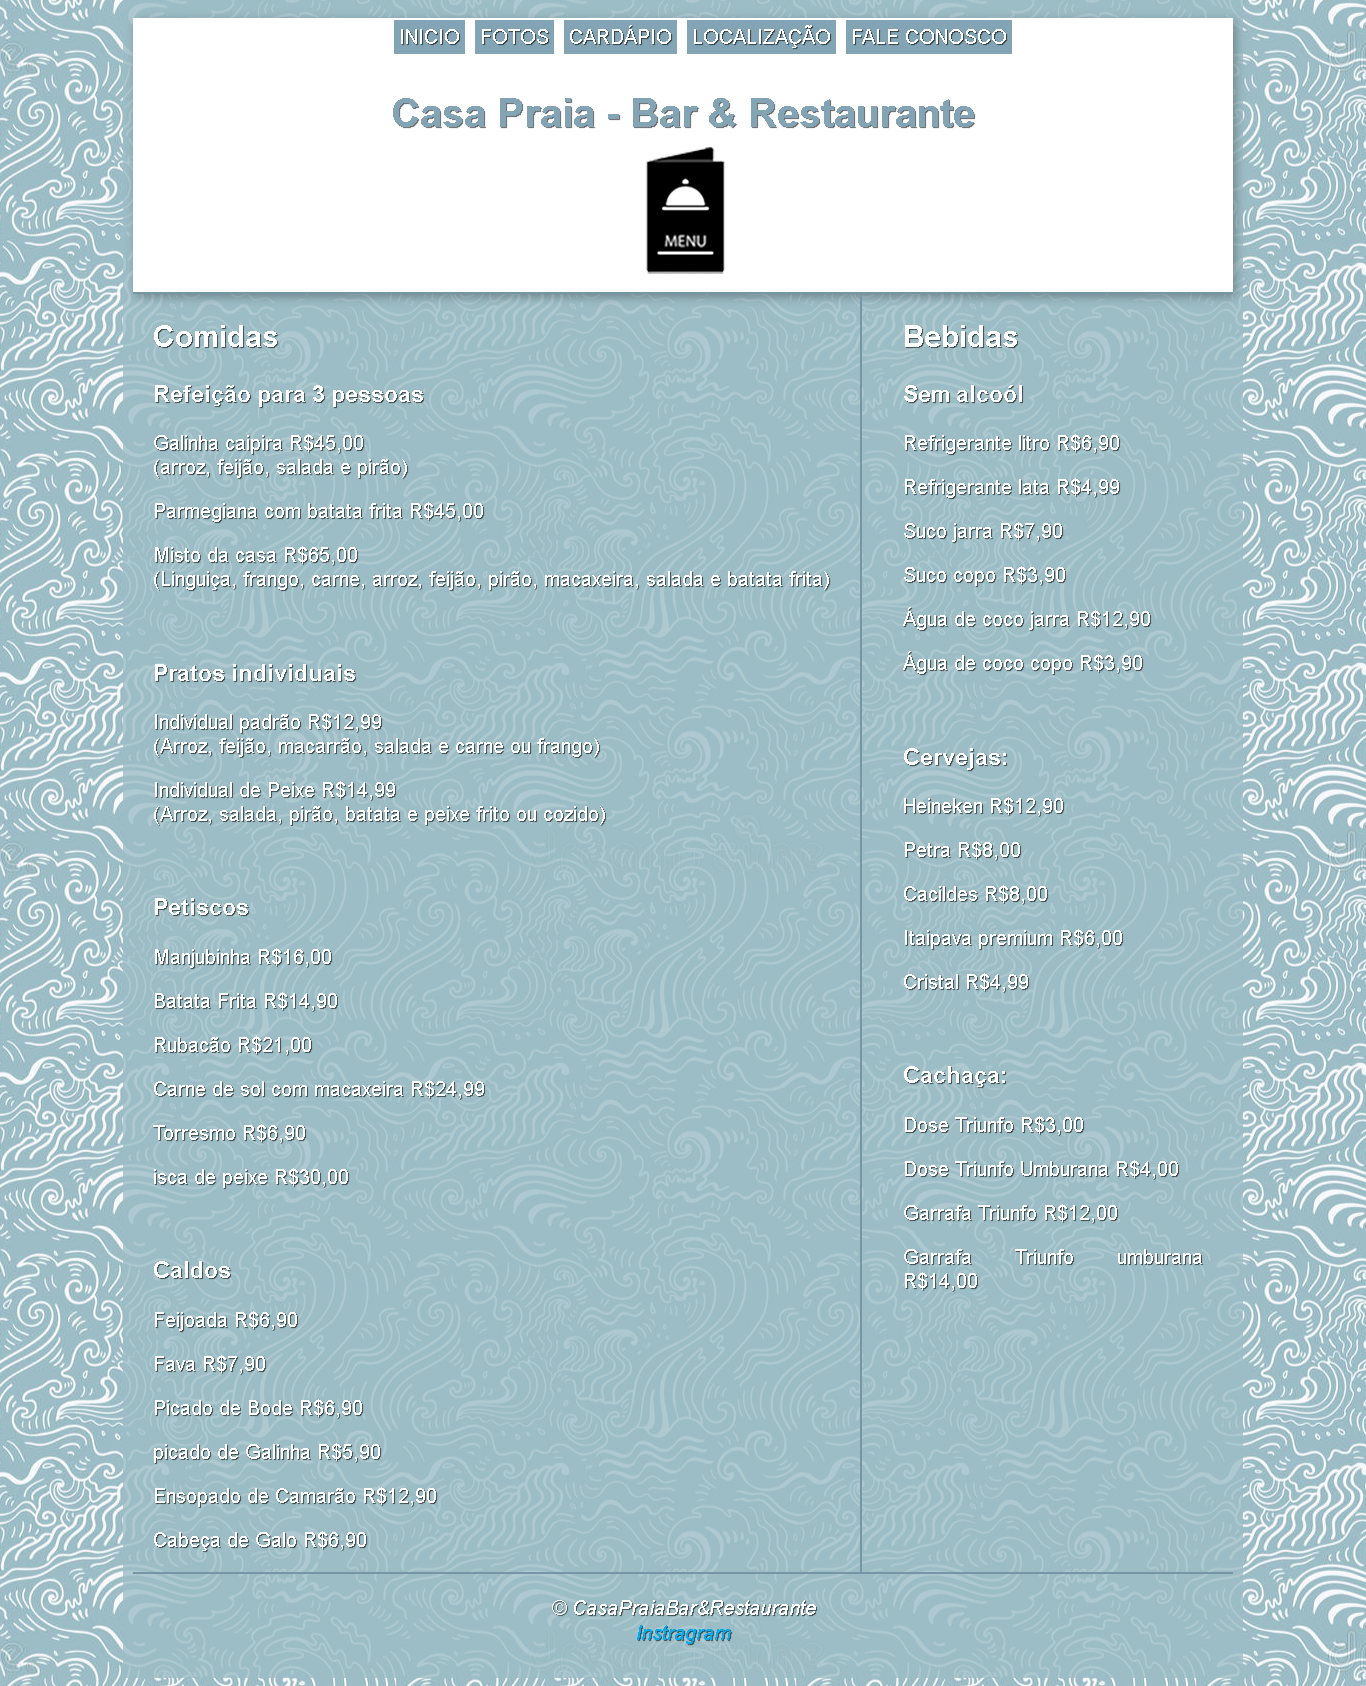 INICIO FOTOS CARDÁPIO LOCALIZAÇÃO FALE CONOSCO
Casa Praia - Bar & Restaurante
MENU
Comidas
Refeição para 3 pessoas
Galinha caipira R$45,00
(arroz, feijão, salada e pirão)
Parmegiana com batata frita R$45,00
Misto da casa R$65,00
(Linguiça, frango, carne, arroz, feijão, pirão, macaxeira, salada e batata frita)
Pratos individuais
Individual padrão R$12,99
(Arroz, feijão, macarrão, salada e carne ou frango)
Individual de Peixe R$14,99
(Arroz, salada, pirão, batata e peixe frito ou cozido)
Petiscos
Manjubinha R$16,00
Batata Frita R$14,90
Rubacão R$21,00
Carne de sol com macaxeira R$24,99
Torresmo R$6,90
isca de peixe R$30,00
Caldos
Feijoada R$6,90
Fava R$7,90
Picado de Bode R$6,90
picado de Galinha R$5,90
Ensopado de Camarão R$12,90
Cabeça de Galo R$6,90
Bebidas
Sem alcoól
Refrigerante litro R$6,90
Refrigerante lata R$4,99
Suco jarra R$7,90
Suco copo R$3,90
Água de coco jarra R$12,90
Água de coco copo R$3,90
Cervejas:
Heineken R$12,90
Petra R$8,00
Cacildes R$8,00
Itaipava premium R$6,00
Cristal R$4,99
Cachaça:
Dose Triunfo R$3,00
Dose Triunfo Umburana R$4,00
Garrafa Triunfo R$12,00
Garrafa Triunfo umburana
R$14,00
© CasaPraiaBar&Restaurante
Instragram